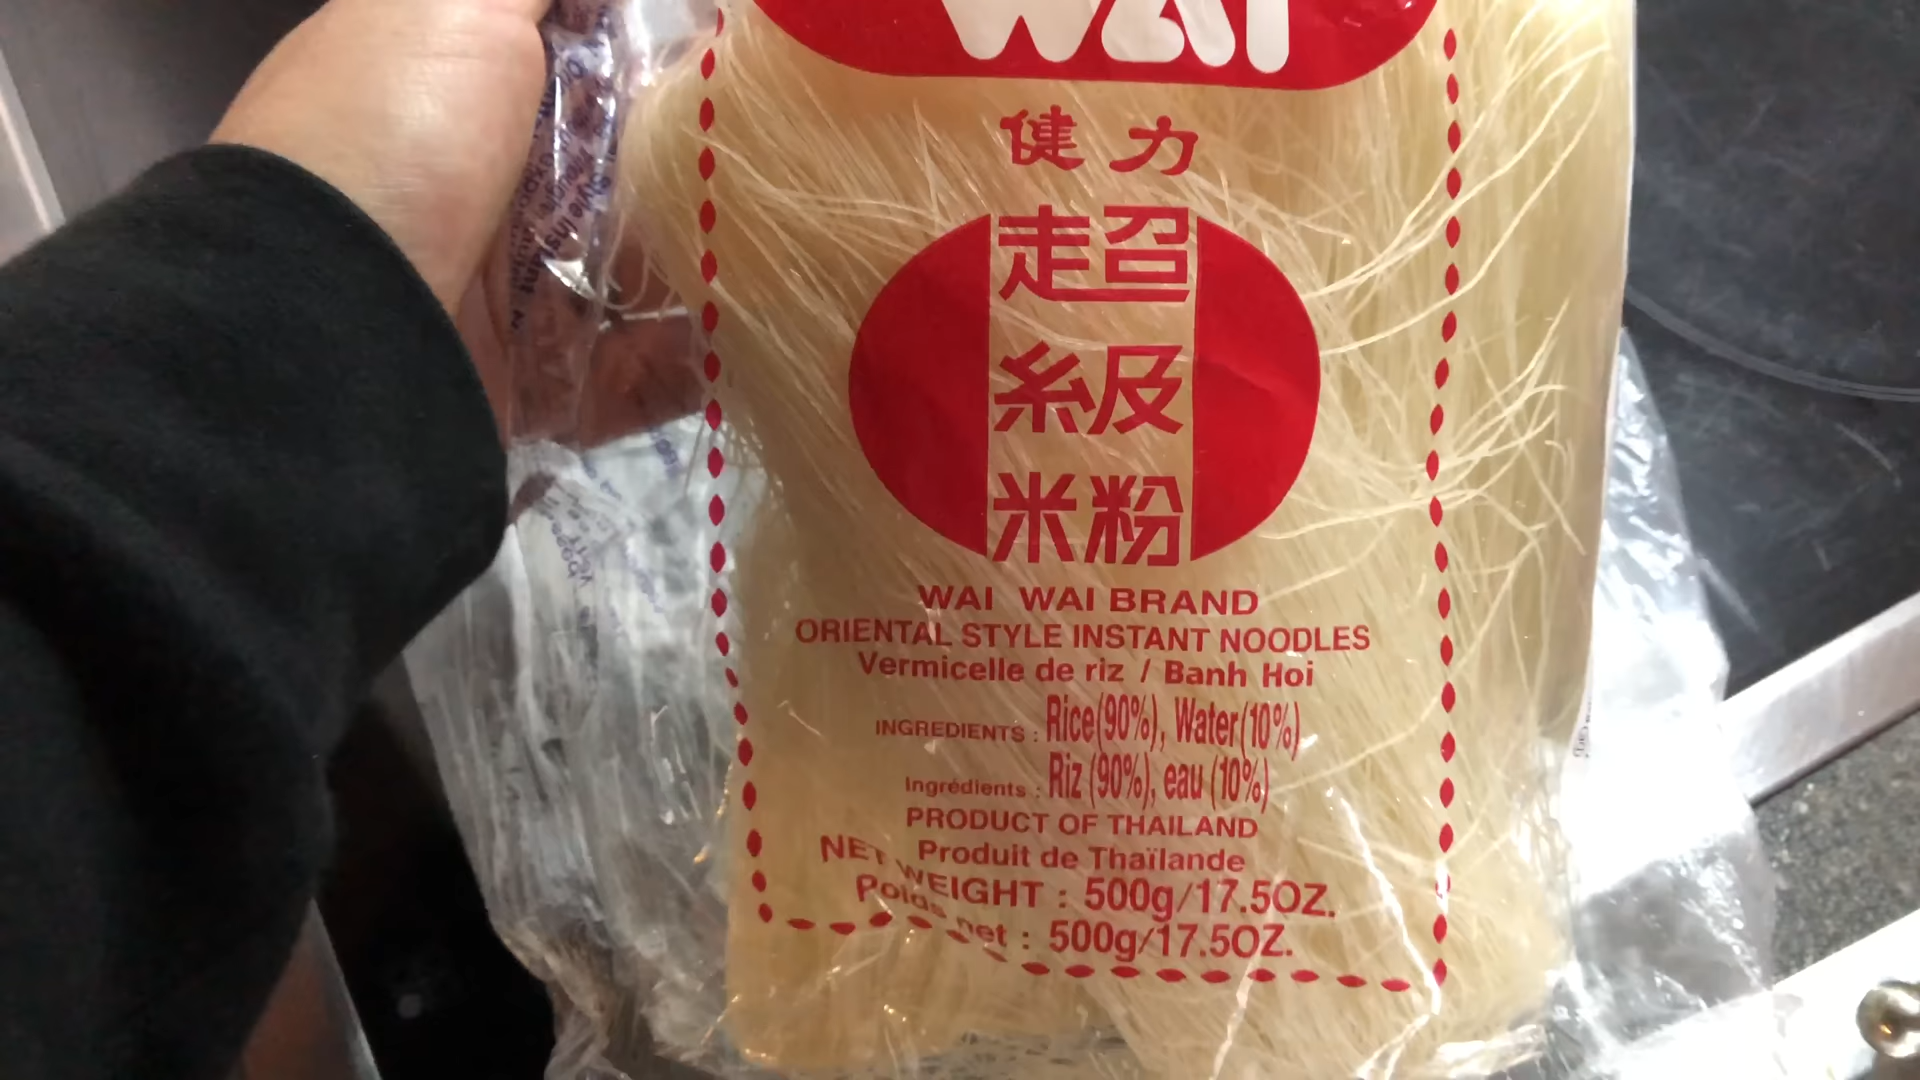 WAI
健力
超
級
米粉
WAI WAI BRAND
ORIENTAL STYLE INSTANT NOODLES
Vermicelle de riz / Banh Hoi
INGREDIENTS : Rice(90%), Water(10%)
Ingrédients : Riz (90%), eau (10%)
PRODUCT OF THAILAND
Produit de Thaïlande
NET WEIGHT : 500g/17.5OZ.
Poids net : 500g/17.5OZ.